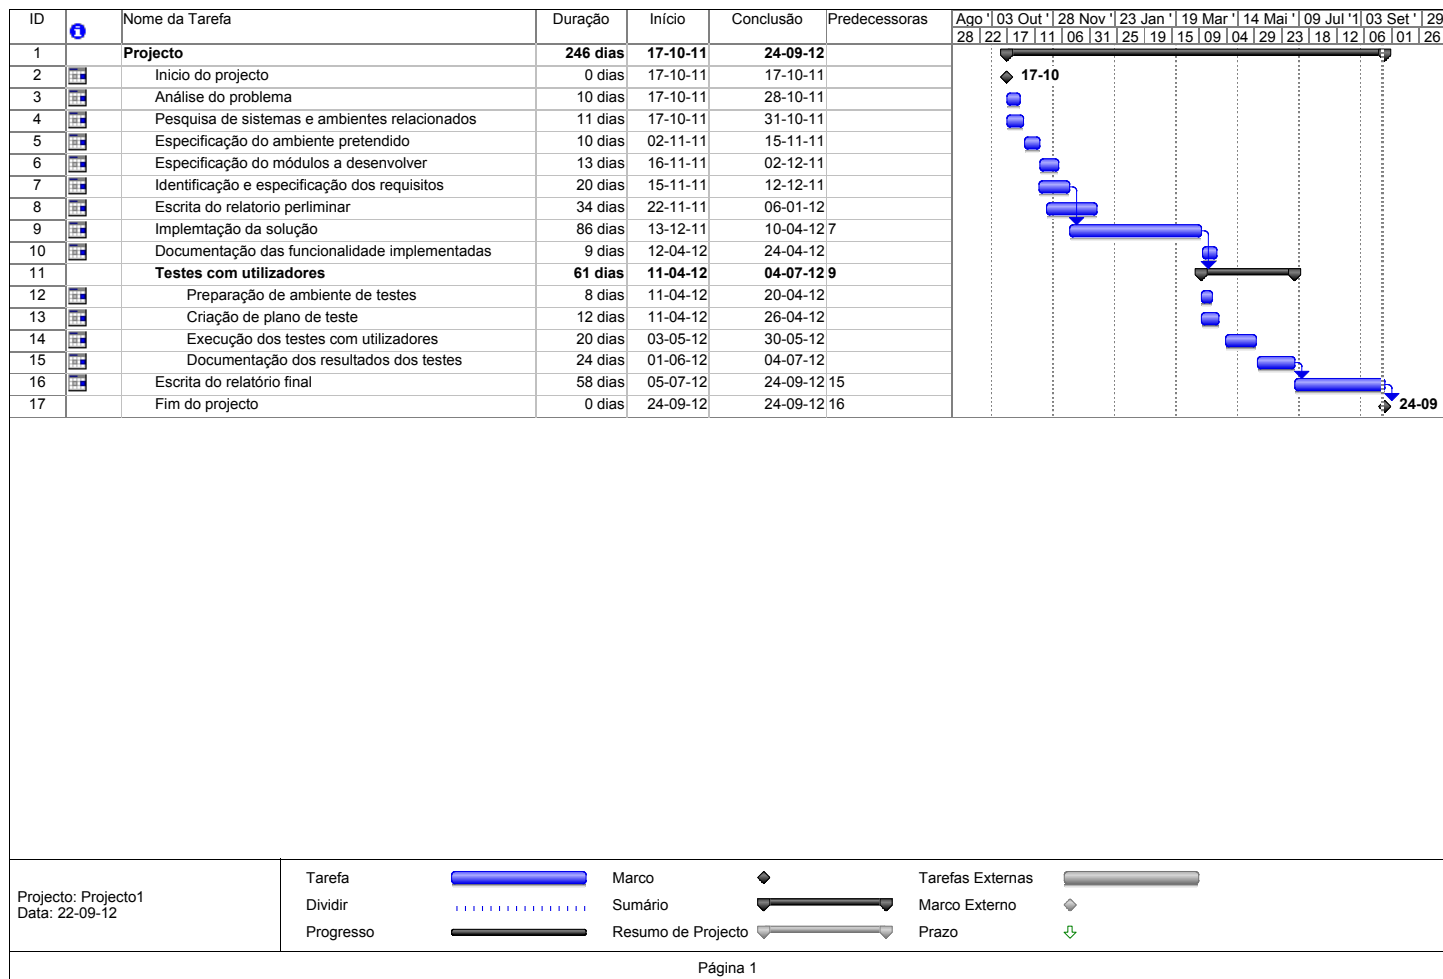 ID Nome da Tarefa Duração Início Conclusão Predecessoras Ago ' 03 Out ' 28 Nov ' 23 Jan ' 19 Mar ' 14 Mai ' 09 Jul '1 03 Set ' 29
28 22 17 11 06 31 25 19 15 09 04 29 23 18 12 06 01 26
1 Projecto 246 dias 17-10-11 24-09-12
2 Inicio do projecto 0 dias 17-10-11 17-10-11 17-10
3 Análise do problema 10 dias 17-10-11 28-10-11
4 Pesquisa de sistemas e ambientes relacionados 11 dias 17-10-11 31-10-11
5 Especificação do ambiente pretendido 10 dias 02-11-11 15-11-11
6 Especificação do módulos a desenvolver 13 dias 16-11-11 02-12-11
7 Identificação e especificação dos requisitos 20 dias 15-11-11 12-12-11
8 Escrita do relatorio perliminar 34 dias 22-11-11 06-01-12
9 Implemtação da solução 86 dias 13-12-11 10-04-12 7
10 Documentação das funcionalidade implementadas 9 dias 12-04-12 24-04-12
11 Testes com utilizadores 61 dias 11-04-12 04-07-12 9
12 Preparação de ambiente de testes 8 dias 11-04-12 20-04-12
13 Criação de plano de teste 12 dias 11-04-12 26-04-12
14 Execução dos testes com utilizadores 20 dias 03-05-12 30-05-12
15 Documentação dos resultados dos testes 24 dias 01-06-12 04-07-12
16 Escrita do relatório final 58 dias 05-07-12 24-09-12 15
17 Fim do projecto 0 dias 24-09-12 24-09-12 16 24-09
Projecto: Projecto1
Data: 22-09-12
Tarefa Marco Tarefas Externas
Dividir Sumário Marco Externo
Progresso Resumo de Projecto Prazo
Página 1